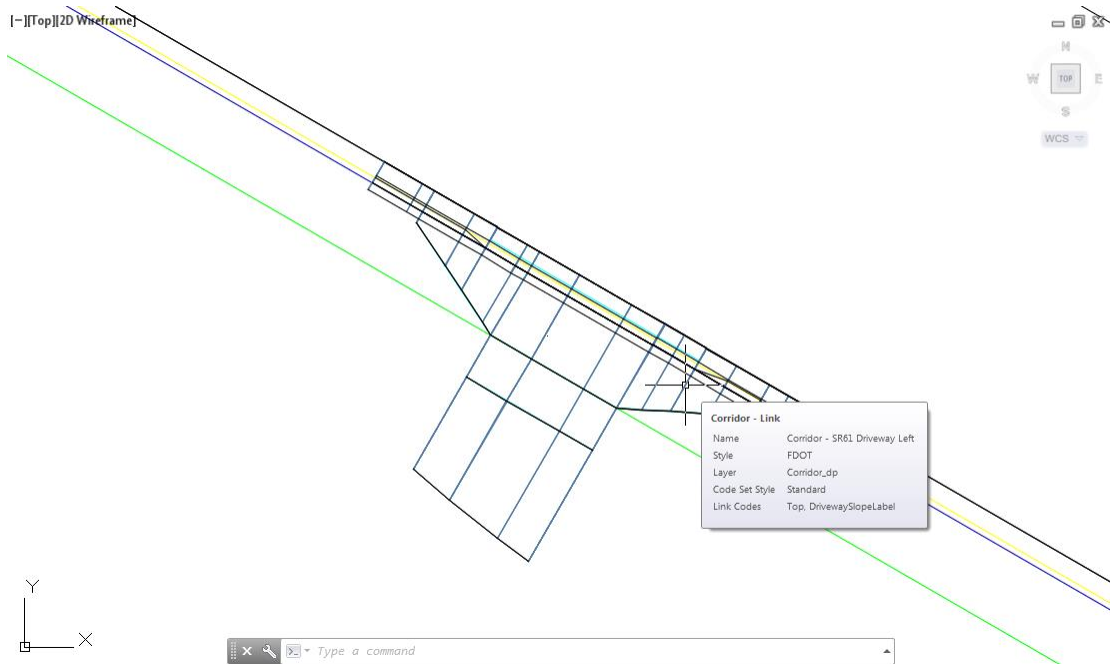 [−][Top][2D Wireframe]
N
W TOP E
S
WCS
Corridor - Link
Name Corridor - SR61 Driveway Left
Style FDOT
Layer Corridor_dp
Code Set Style Standard
Link Codes Top, DrivewaySlopeLabel
Y
X
Type a command